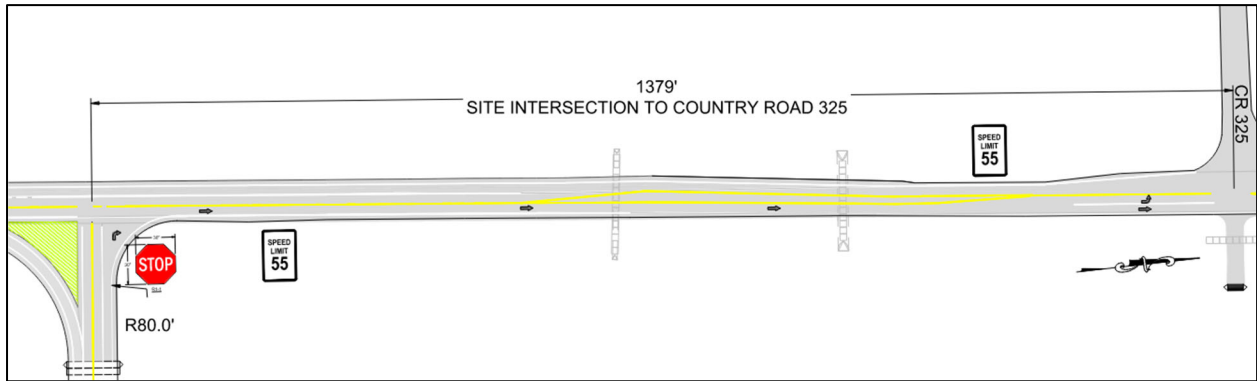 1379'
SITE INTERSECTION TO COUNTRY ROAD 325
CR 325
SPEED
LIMIT
55
SPEED
LIMIT
55
STOP
R80.0'